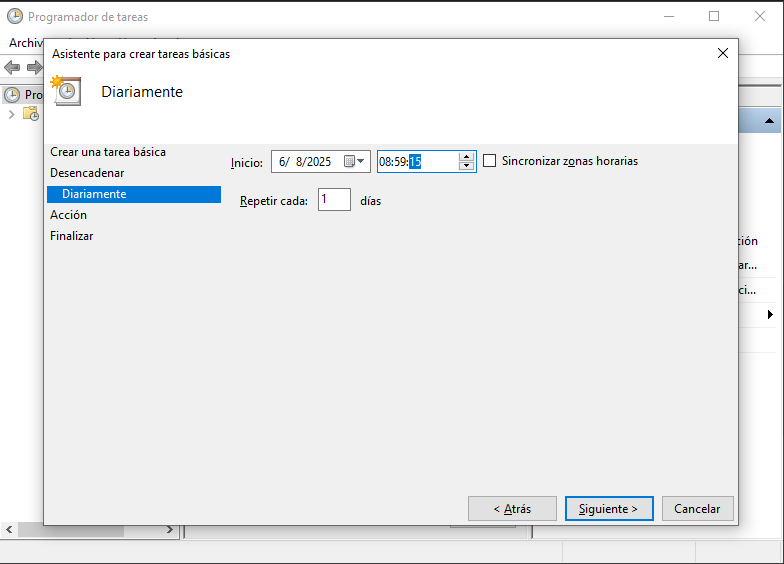 Programador de tareas
Archiv
Asistente para crear tareas básicas
Pro
Diariamente
Crear una tarea básica
Desencadenar
Diariamente
Acción
Finalizar
Inicio: 6/ 8/2025 08:59:15 Sincronizar zonas horarias
Repetir cada: 1 días
ción
ar...
ci...
< Atrás Siguiente > Cancelar